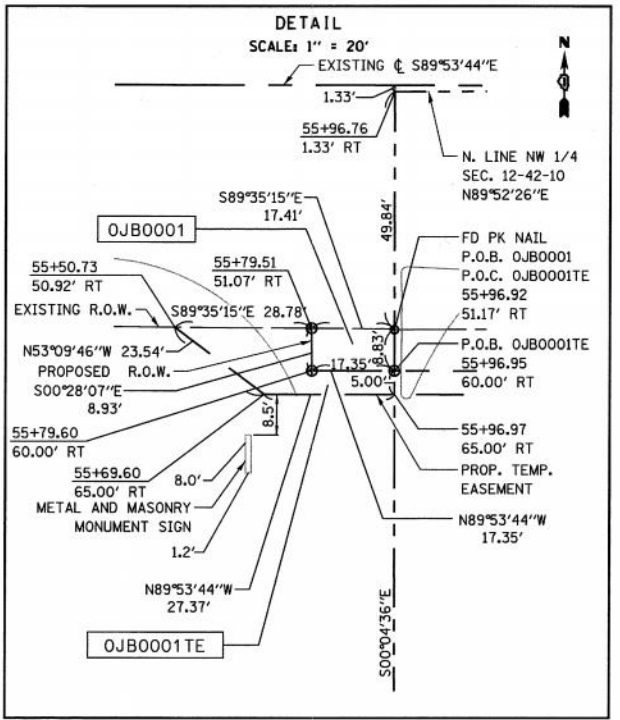 DETAIL
SCALE: 1" = 20'
EXISTING ℄ S89°53'44"E
N
1.33'
55+96.76
1.33' RT
N. LINE NW 1/4
SEC. 12-42-10
N89°52'26"E
S89°35'15"E
17.41'
49.84'
0JB0001
FD PK NAIL
P.O.B. 0JB0001
P.O.C. 0JB0001TE
55+96.92
51.17' RT
55+50.73
50.92' RT
55+79.51
51.07' RT
EXISTING R.O.W.
S89°35'15"E 28.78'
N53°09'46"W 23.54'
PROPOSED R.O.W.
S00°28'07"E
8.93'
8.83'
17.35'
5.00'
P.O.B. 0JB0001TE
55+96.95
60.00' RT
55+79.60
60.00' RT
8.5'
55+96.97
65.00' RT
55+69.60
65.00' RT
8.0'
PROP. TEMP.
EASEMENT
METAL AND MASONRY
MONUMENT SIGN
1.2'
N89°53'44"W
17.35'
N89°53'44"W
27.37'
S00°04'36"E
0JB0001TE